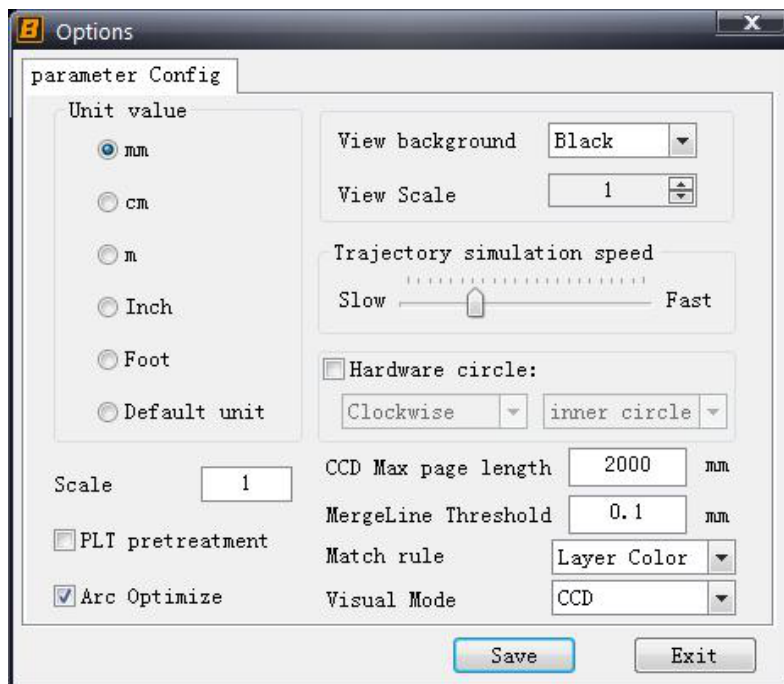 Options
parameter Config
Unit value
mm
cm
m
Inch
Foot
Default unit
Scale 1
PLT pretreatment
Arc Optimize
View background Black
View Scale 1
Trajectory simulation speed
Slow Fast
Hardware circle:
Clockwise inner circle
CCD Max page length 2000 mm
MergeLine Threshold 0.1 mm
Match rule Layer Color
Visual Mode CCD
Save Exit